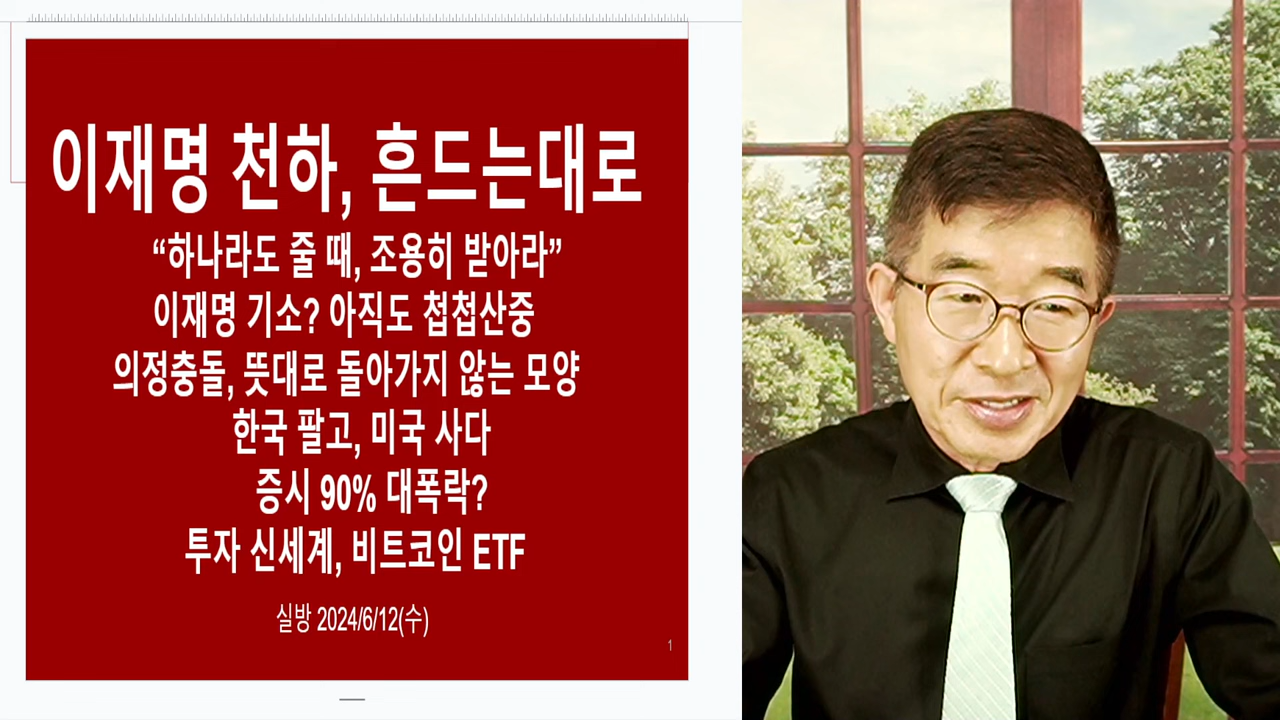 이재명 천하, 흔드는대로
“하나라도 줄 때, 조용히 받아라”
이재명 기소? 아직도 첩첩산중
의정충돌, 뜻대로 돌아가지 않는 모양
한국 팔고, 미국 사다
증시 90% 대폭락?
투자 신세계, 비트코인 ETF
실방 2024/6/12(수)
1